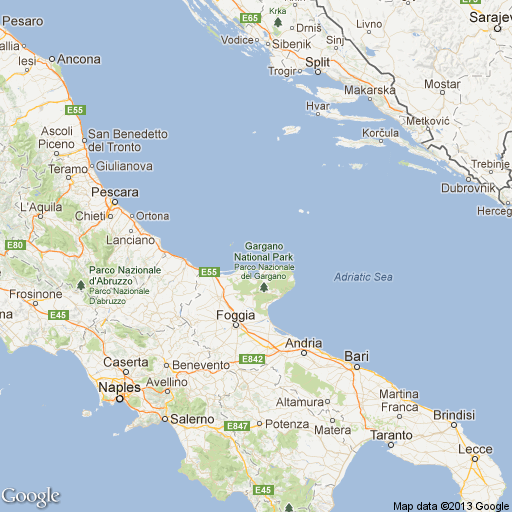 Pesaro
Ancona
Iesi
E55
San Benedetto
del Tronto
Ascoli
Piceno
Giulianova
Teramo
Pescara
L'Aquila
Chieti
Ortona
Lanciano
E80
Parco Nazionale
d'Abruzzo
Parco Nazionale
D'Abruzzo
Frosinone
E45
E55
Gargano
National Park
Parco Nazionale
del Gargano
Adriatic Sea
Foggia
E842
Andria
Bari
Caserta
Benevento
Naples
Avellino
Salerno
E847
Potenza
Altamura
Matera
Martina
Franca
Brindisi
Taranto
Lecce
E45
E65
Krka
Drniš
Livno
Vodice
Sibenik
Trogir
Split
Sarajev
Mostar
Makarska
Hvar
Metković
Korčula
Trebinje
Dubrovnik
Herceg
Google
Map data ©2013 Google